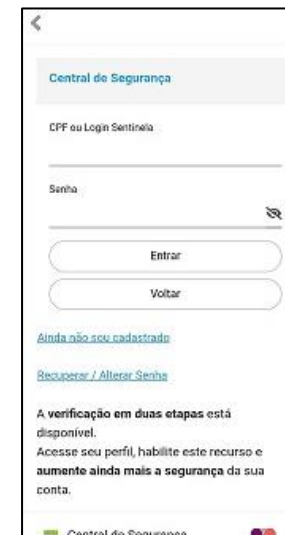 Central de Segurança
CPF ou Login Sentinela
Senha
Entrar
Voltar
Ainda não sou cadastrado
Recuperar / Alterar Senha
A verificação em duas etapas está
disponível.
Acesse seu perfil, habilite este recurso e
aumente ainda mais a segurança da sua
conta.
Central de Segurança